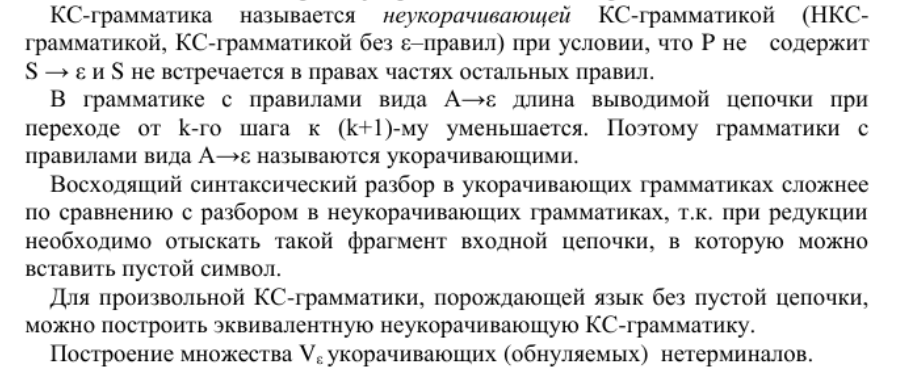 КС-грамматика называется неукорачивающей КС-грамматикой (НКС-
грамматикой, КС-грамматикой без ε–правил) при условии, что P не содержит
S → ε и S не встречается в правах частях остальных правил.
В грамматике с правилами вида A→ε длина выводимой цепочки при
переходе от k-го шага к (k+1)-му уменьшается. Поэтому грамматики с
правилами вида A→ε называются укорачивающими.
Восходящий синтаксический разбор в укорачивающих грамматиках сложнее
по сравнению с разбором в неукорачивающих грамматиках, т.к. при редукции
необходимо отыскать такой фрагмент входной цепочки, в которую можно
вставить пустой символ.
Для произвольной КС-грамматики, порождающей язык без пустой цепочки,
можно построить эквивалентную неукорачивающую КС-грамматику.
Построение множества Vε укорачивающих (обнуляемых) нетерминалов.